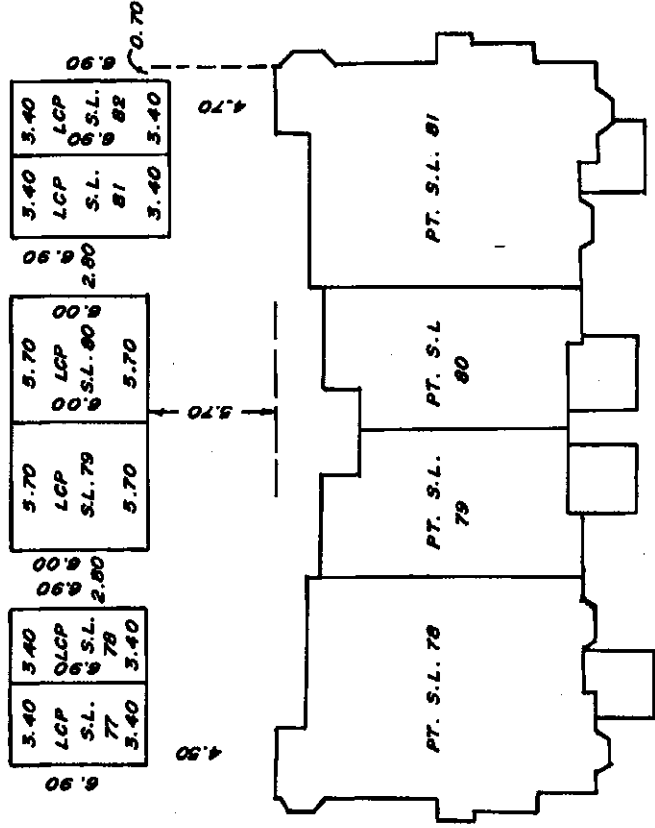 0.70
6.90
3.40
LCP
S.L.
82
3.40
6.90
3.40
LCP
S.L.
81
3.40
6.90
4.70
2.80
6.00
5.70
LCP
S.L. 80
5.70
6.00
5.70
LCP
S.L. 79
5.70
6.00
5.70
2.80
6.90
3.40
LCP
S.L.
78
3.40
6.90
3.40
LCP
S.L.
77
3.40
6.90
4.50
PT. S.L. 81
PT. S.L
80
PT. S.L.
79
PT. S.L. 78